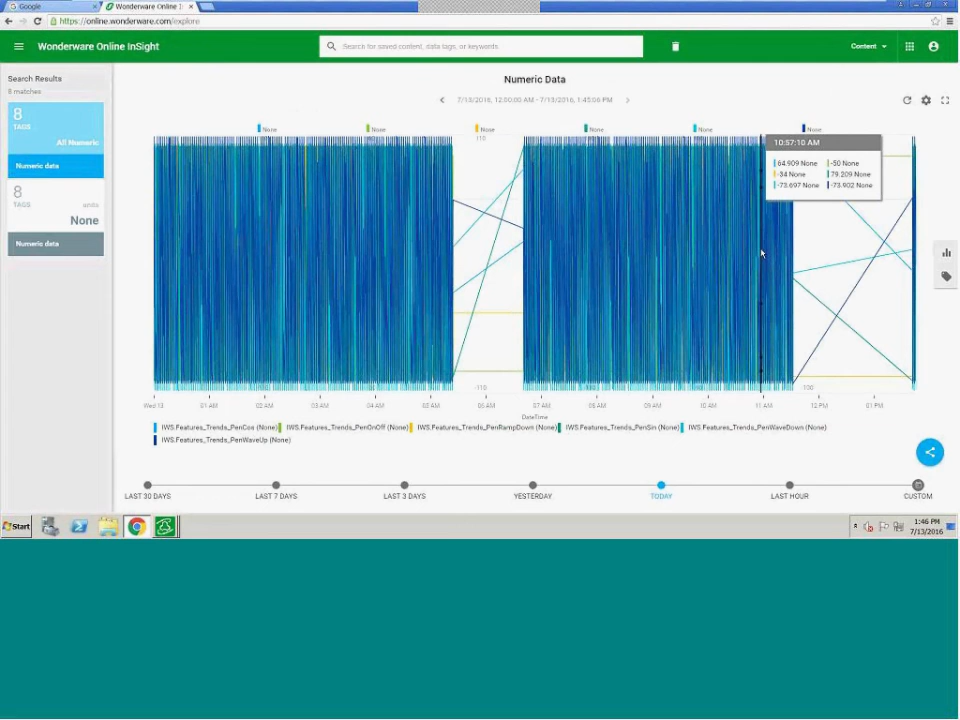 Google
Wonderware Online I
https://online.wonderware.com/explore
Wonderware Online InSight
Search for saved content, data tags, or keywords
Content
Search Results
8 matches
8
TAGS
All Numeric
Numeric data
8
TAGS
units
None
Numeric data
Numeric Data
7/13/2016, 12:00:00 AM - 7/13/2016, 1:45:06 PM
None None None None None None
110
10:57:10 AM
64.909 None -50 None
-34 None 79.209 None
-73.697 None -73.902 None
-110
100
Wed 13 01 AM 02 AM 03 AM 04 AM 05 AM 06 AM 07 AM 08 AM 09 AM 10 AM 11 AM 12 PM 01 PM
DateTime
IWS.Features_Trends_PenCos (None) IWS.Features_Trends_PenOnOff (None) IWS.Features_Trends_PenRampDown (None) IWS.Features_Trends_PenSin (None) IWS.Features_Trends_PenWaveDown (None)
IWS.Features_Trends_PenWaveUp (None)
LAST 30 DAYS LAST 7 DAYS LAST 3 DAYS YESTERDAY TODAY LAST HOUR CUSTOM
Start
1:46 PM
7/13/2016